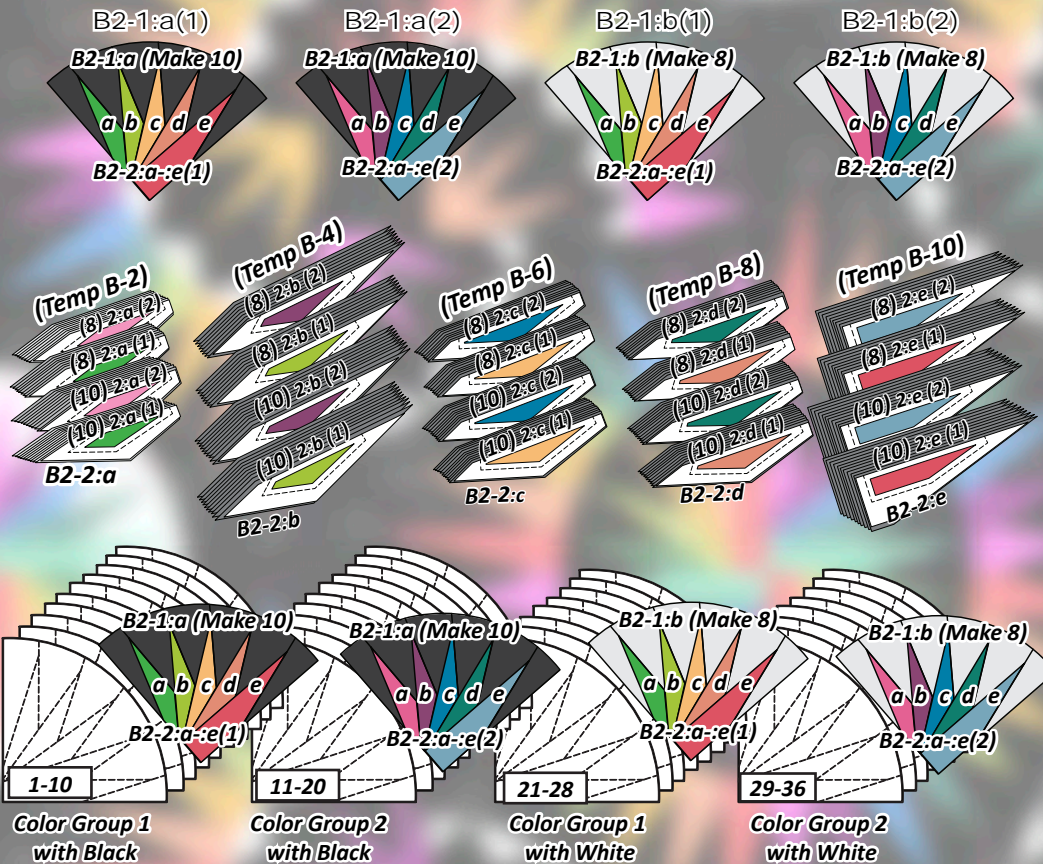 B2-1:a(1)
B2-1:a (Make 10)
a b c d e
B2-2:a-:e(1)
B2-1:a(2)
B2-1:a (Make 10)
a b c d e
B2-2:a-:e(2)
B2-1:b(1)
B2-1:b (Make 8)
a b c d e
B2-2:a-:e(1)
B2-1:b(2)
B2-1:b (Make 8)
a b c d e
B2-2:a-:e(2)
(Temp B-2)
(8) 2:a (2)
(8) 2:a (1)
(10) 2:a (2)
(10) 2:a (1)
B2-2:a
(Temp B-4)
(8) 2:b (2)
(8) 2:b (1)
(10) 2:b (2)
(10) 2:b (1)
B2-2:b
(Temp B-6)
(8) 2:c (2)
(8) 2:c (1)
(10) 2:c (2)
(10) 2:c (1)
B2-2:c
(Temp B-8)
(8) 2:d (2)
(8) 2:d (1)
(10) 2:d (2)
(10) 2:d (1)
B2-2:d
(Temp B-10)
(8) 2:e (2)
(8) 2:e (1)
(10) 2:e (2)
(10) 2:e (1)
B2-2:e
B2-1:a (Make 10)
a b c d e
B2-2:a-:e(1)
1-10
Color Group 1
with Black
B2-1:a (Make 10)
a b c d e
B2-2:a-:e(2)
11-20
Color Group 2
with Black
B2-1:b (Make 8)
a b c d e
B2-2:a-:e(1)
21-28
Color Group 1
with White
B2-1:b (Make 8)
a b c d e
B2-2:a-:e(2)
29-36
Color Group 2
with White